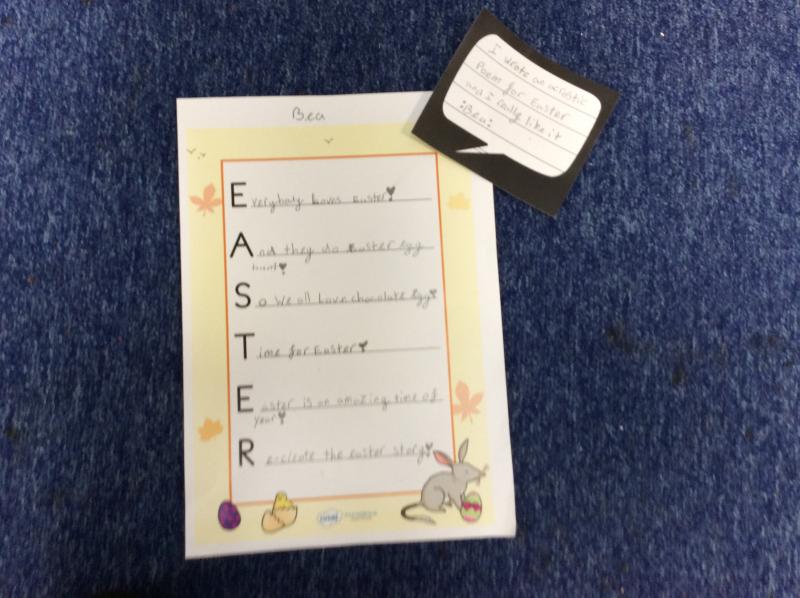 Bea
Everybody Loves Easter!
And they do Easter egg
hunt!
So we all Love chocolate Egg!
Time for Easter!
Easter is an amazing time of
year!
Re-create the easter story!
I wrote an acrostic
Poem for Easter
and I really like it
:Bea: